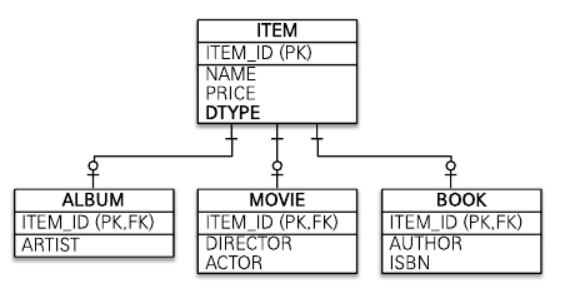 ITEM
ITEM_ID (PK)
NAME
PRICE
DTYPE
ALBUM
ITEM_ID (PK,FK)
ARTIST
MOVIE
ITEM_ID (PK,FK)
DIRECTOR
ACTOR
BOOK
ITEM_ID (PK,FK)
AUTHOR
ISBN